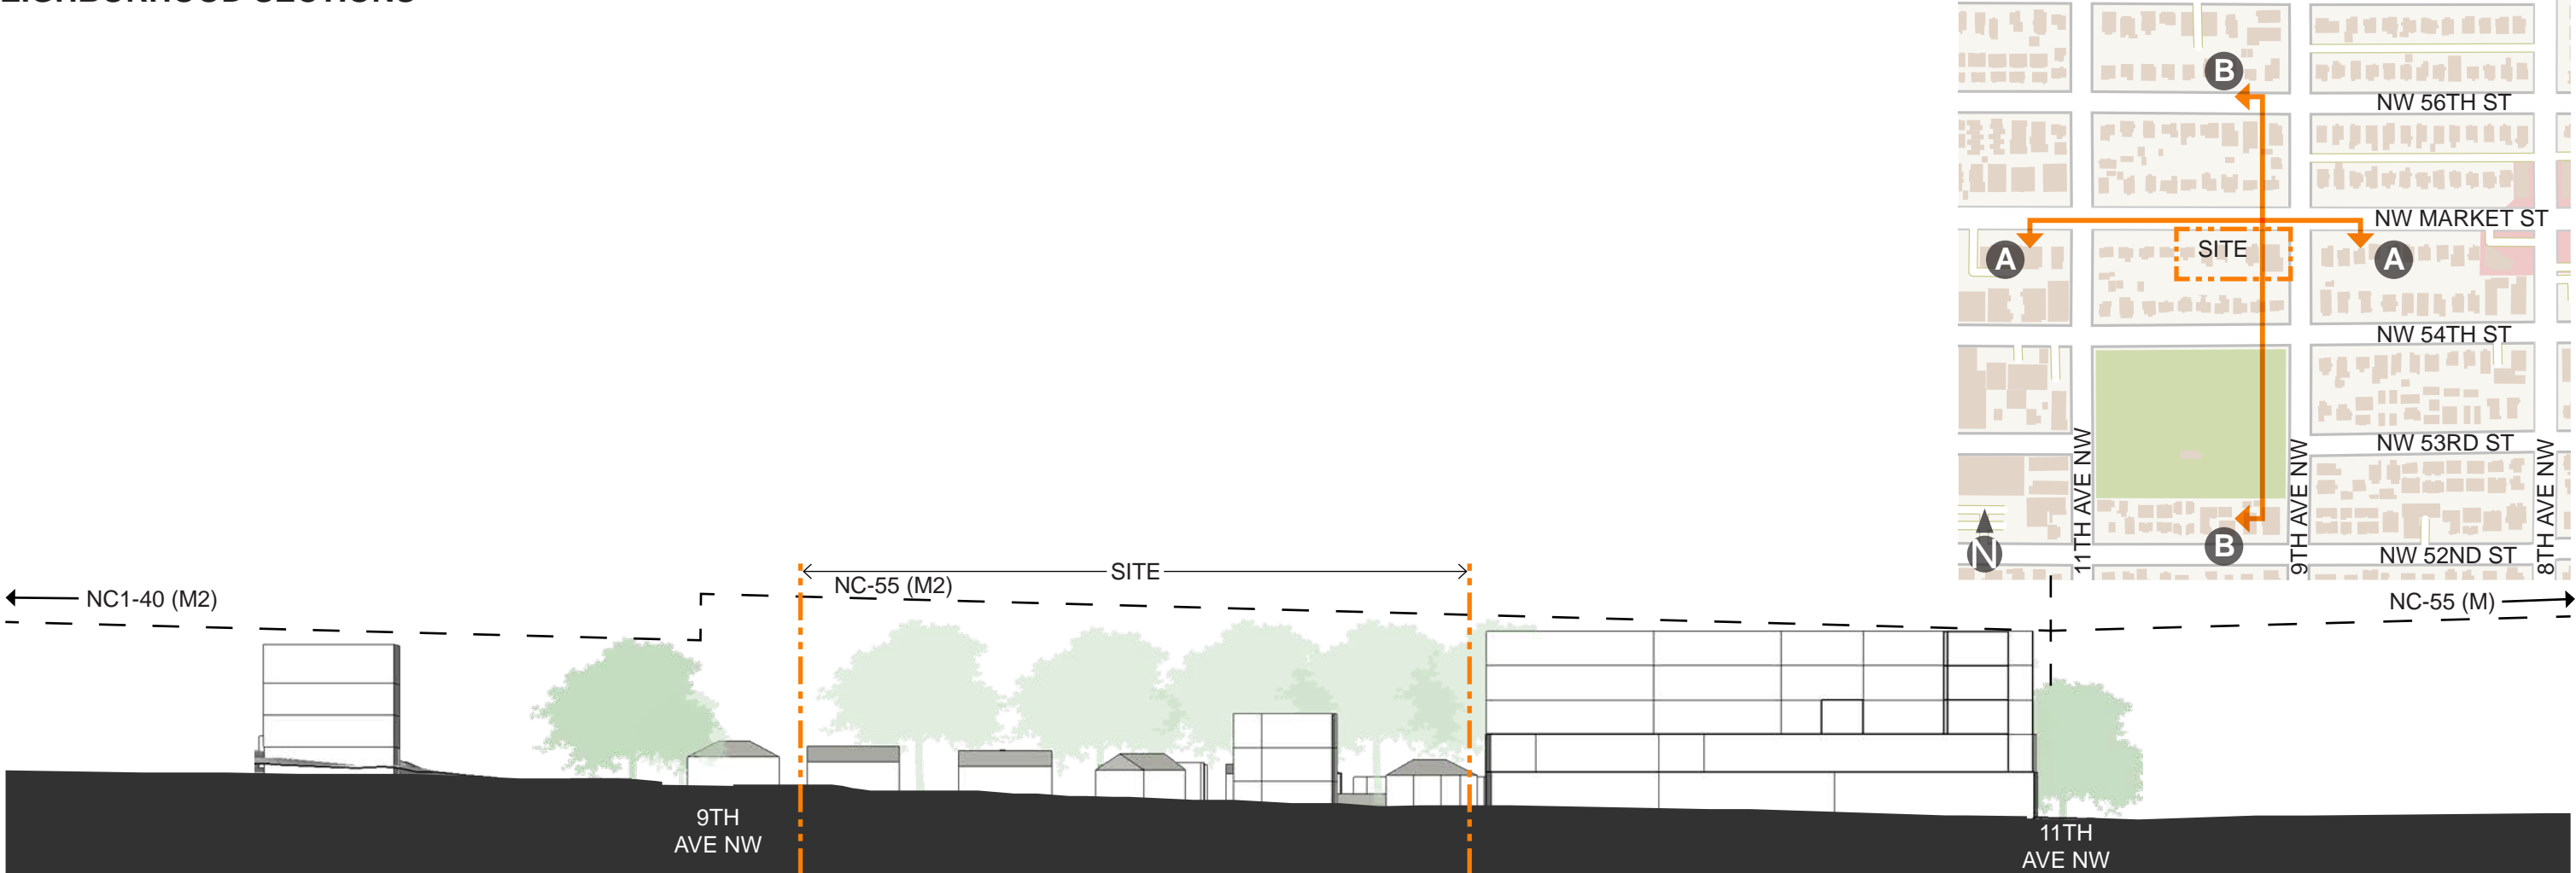 B
NW 56TH ST
NW MARKET ST
SITE
A
A
NW 54TH ST
NW 53RD ST
11TH AVE NW
9TH AVE NW
8TH AVE NW
N
B
NW 52ND ST
SITE
NC1-40 (M2)
NC-55 (M2)
NC-55 (M)
9TH
AVE NW
11TH
AVE NW